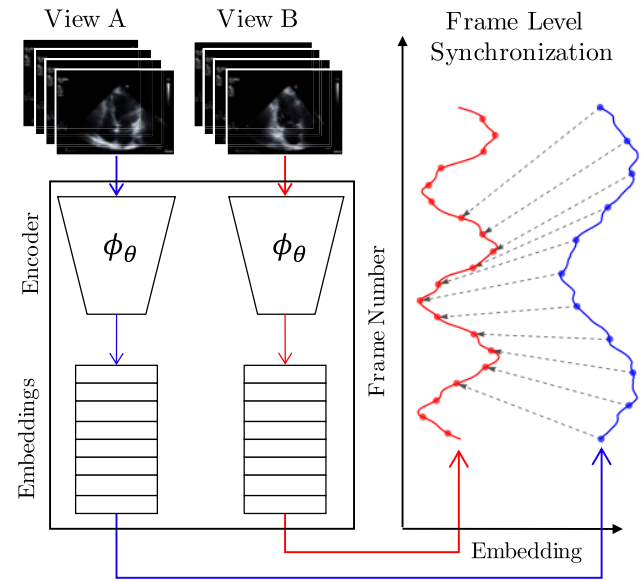 View A
View B
Frame Level
Synchronization
Encoder
ϕθ
ϕθ
Embeddings
Frame Number
Embedding